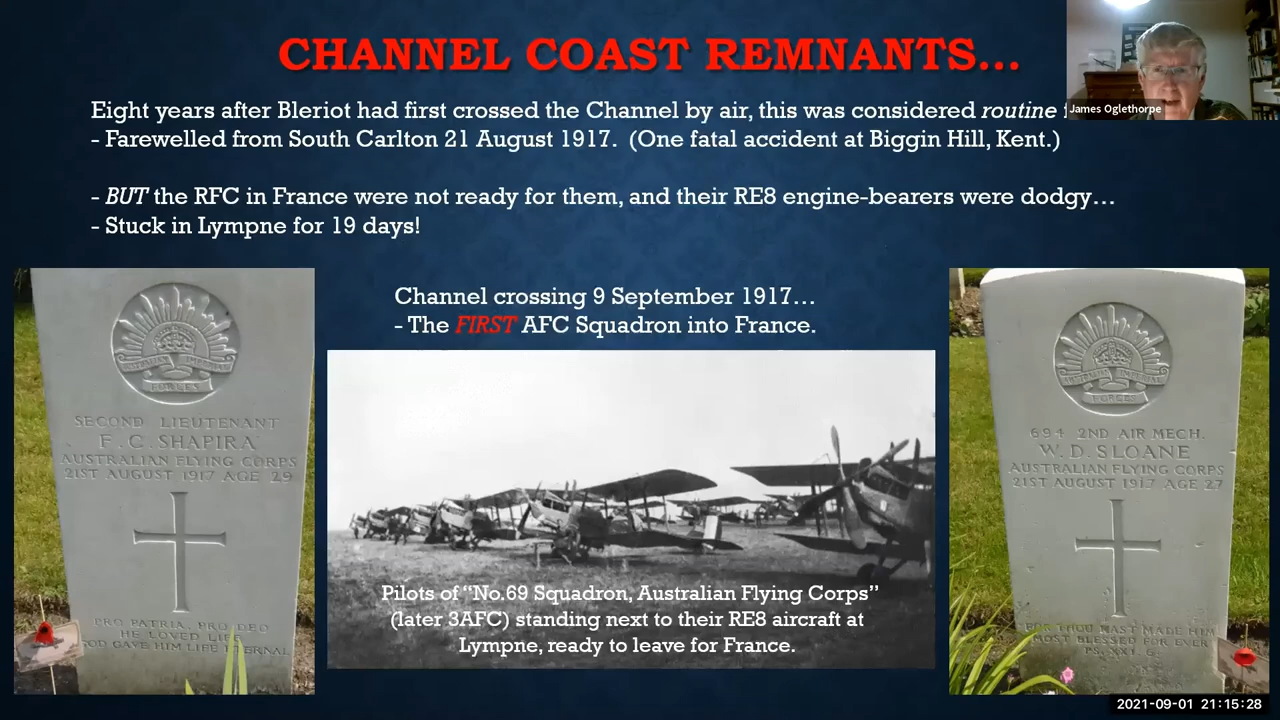 CHANNEL COAST REMNANTS...
Eight years after Bleriot had first crossed the Channel by air, this was considered routine
James Oglethorpe
- Farewelled from South Carlton 21 August 1917. (One fatal accident at Biggin Hill, Kent.)
- BUT the RFC in France were not ready for them, and their RE8 engine-bearers were dodgy...
- Stuck in Lympne for 19 days!
Channel crossing 9 September 1917...
- The FIRST AFC Squadron into France.
AUSTRALIAN IMPERIAL
FORCES
SECOND LIEUTENANT
F. C. SHAPIRA
AUSTRALIAN FLYING CORPS
21ST AUGUST 1917 AGE 29
PRO PATRIA, PRO DEO
HE LOVED LIFE
GOD GAVE HIM LIFE ETERNAL
Pilots of "No.69 Squadron, Australian Flying Corps"
(later 3AFC) standing next to their RE8 aircraft at
Lympne, ready to leave for France.
AUSTRALIAN IMPERIAL
FORCES
694 2ND AIR MECH.
W. D. SLOANE
AUSTRALIAN FLYING CORPS
21ST AUGUST 1917 AGE 27
FOR THOU HAST MADE HIM
MOST BLESSED FOR EVER
PS. XXI. 6
2021-09-01 21:15:28